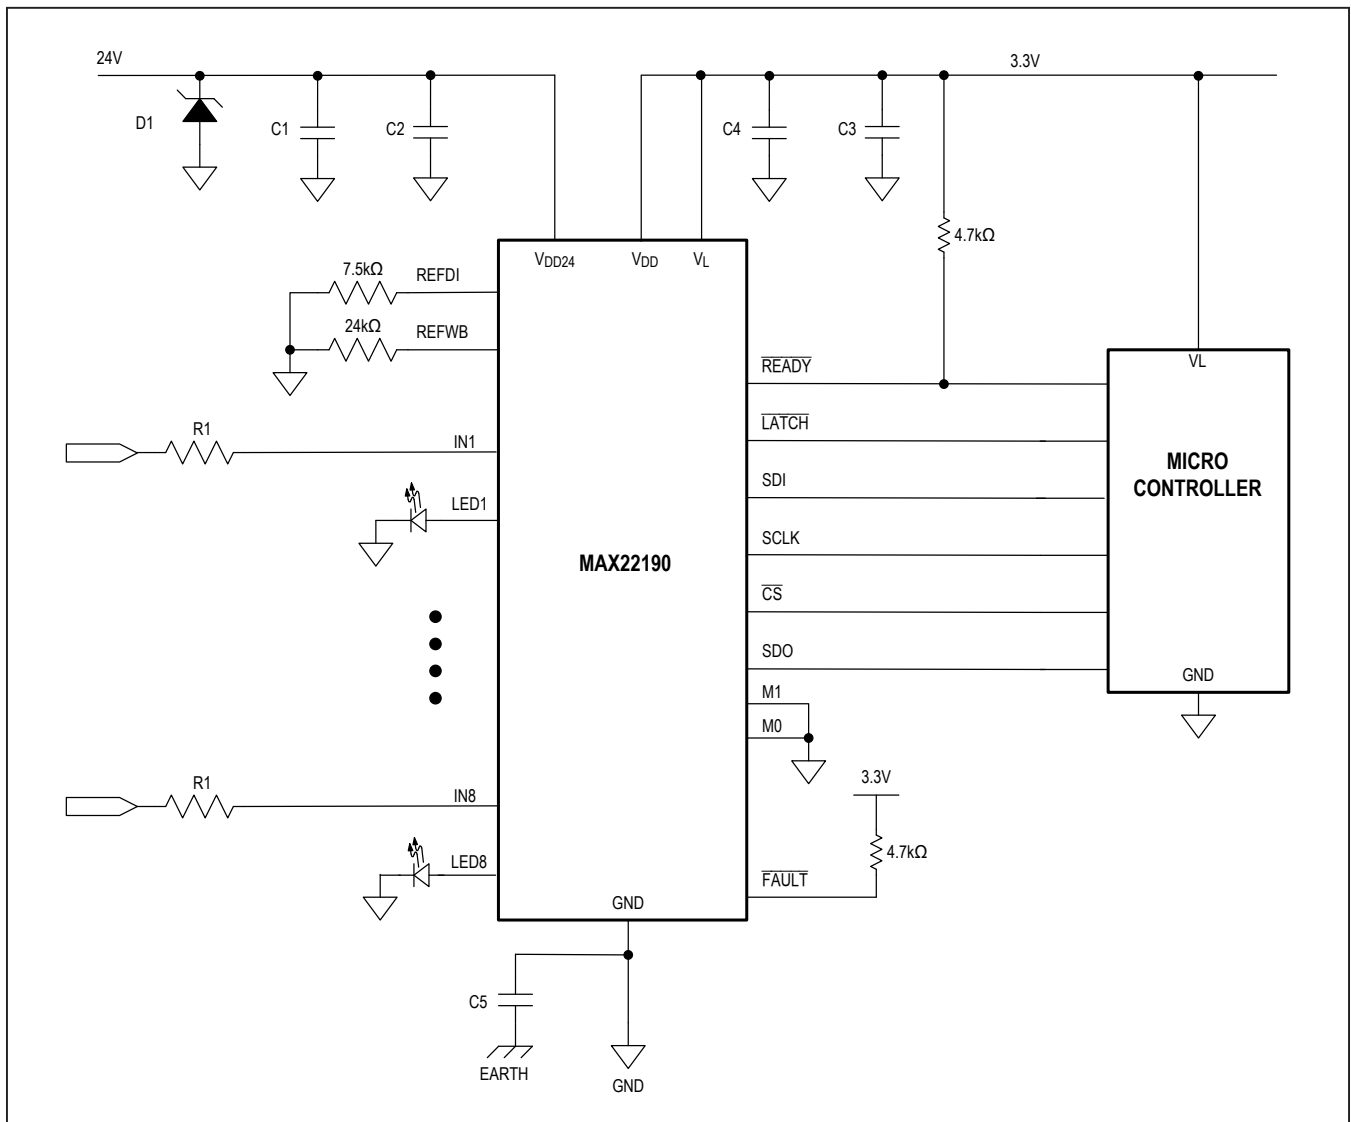 24V
3.3V
D1
C1
C2
C4
C3
4.7kΩ
VDD24
VDD
VL
7.5kΩ
REFDI
24kΩ
REFWB
READY
VL
R1
IN1
LATCH
MICRO
CONTROLLER
SDI
LED1
SCLK
MAX22190
CS
SDO
GND
M1
M0
3.3V
R1
IN8
4.7kΩ
LED8
FAULT
GND
C5
EARTH
GND